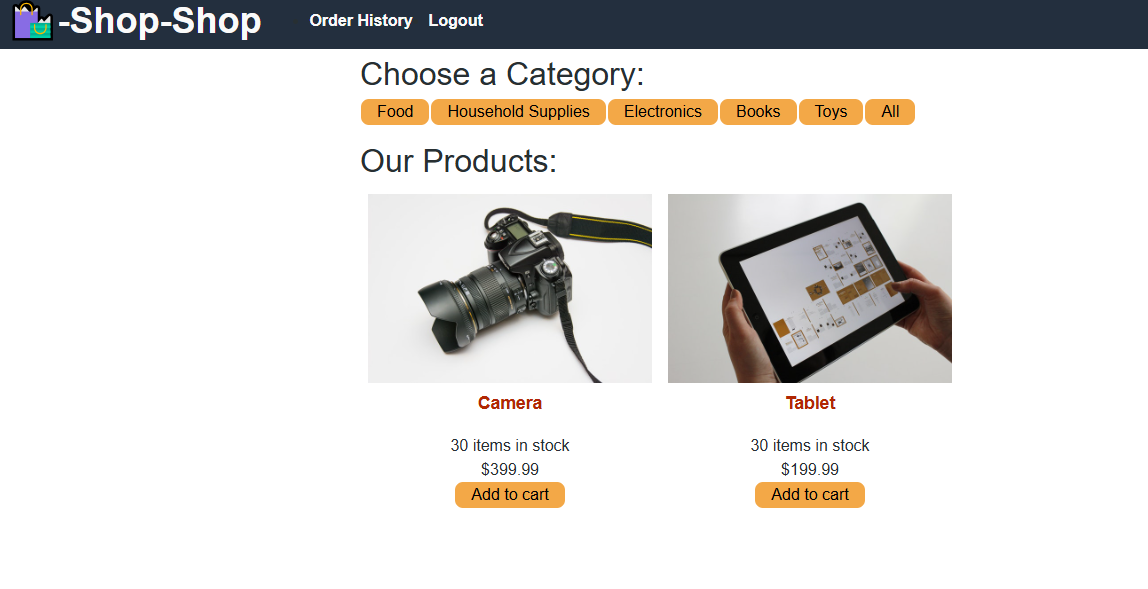 -Shop-Shop
Order History Logout
Choose a Category:
Food Household Supplies Electronics Books Toys All
Our Products:
Camera Tablet
30 items in stock 30 items in stock
$399.99 $199.99
Add to cart Add to cart